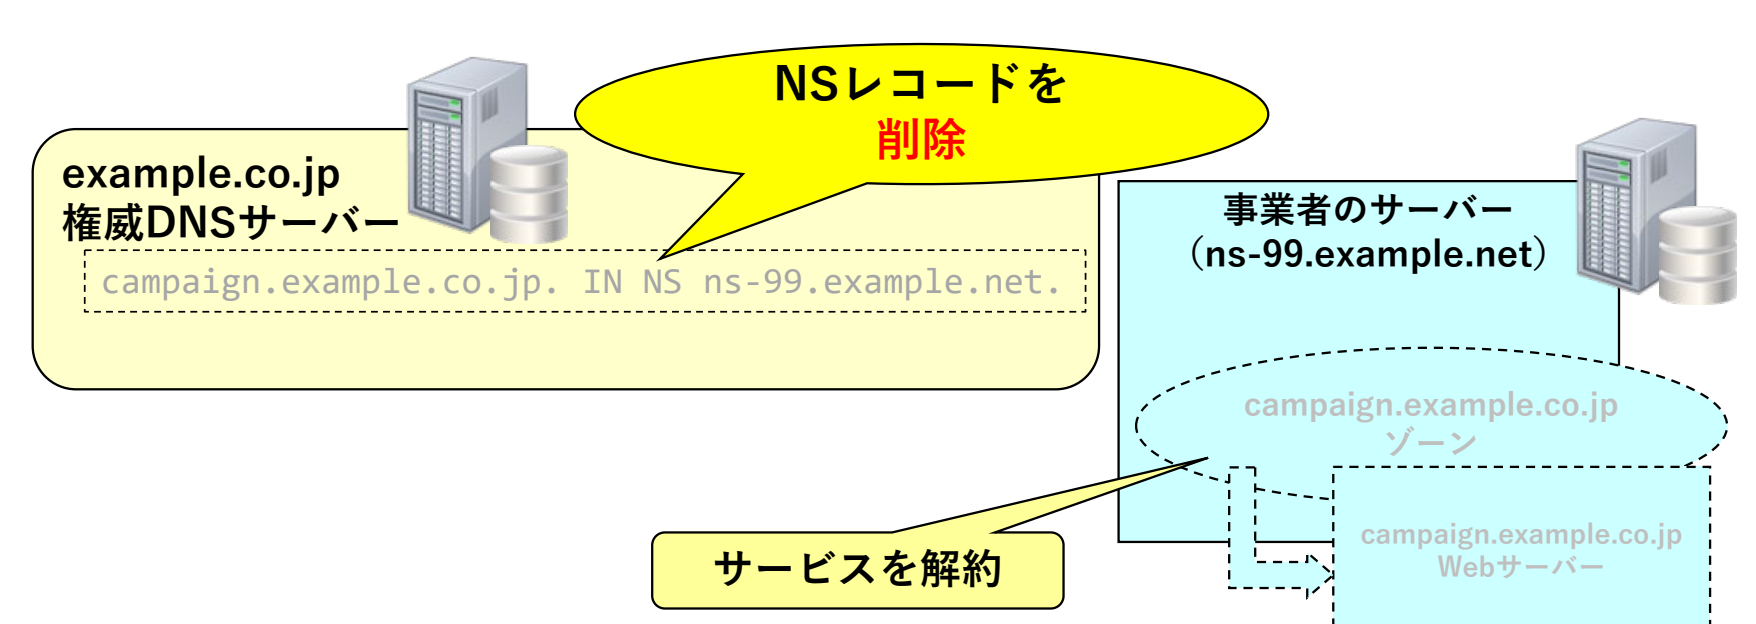 NSレコードを
削除
example.co.jp
権威DNSサーバー
campaign.example.co.jp. IN NS ns-99.example.net.
事業者のサーバー
（ns-99.example.net）
campaign.example.co.jp
ゾーン
サービスを解約
campaign.example.co.jp
Webサーバー